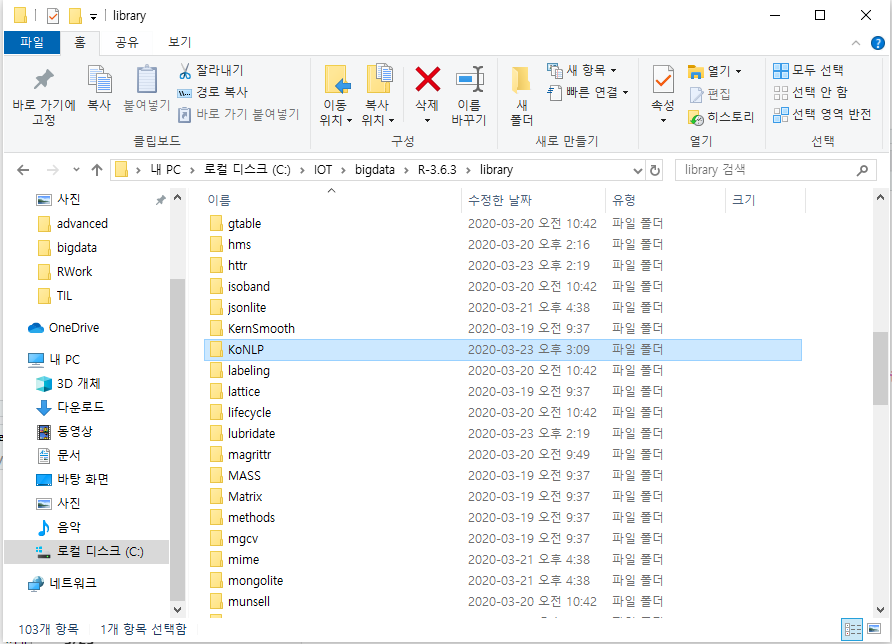 library
파일 홈 공유 보기
바로 가기에 고정
복사
붙여넣기
잘라내기
경로 복사
바로 가기 붙여넣기
클립보드
이동 위치
복사 위치
삭제
이름 바꾸기
구성
새 폴더
새 항목
빠른 연결
새로 만들기
속성
열기
편집
히스토리
열기
모두 선택
선택 안 함
선택 영역 반전
선택
내 PC > 로컬 디스크 (C:) > IOT > bigdata > R-3.6.3 > library
library 검색
사진
advanced
bigdata
RWork
TIL
OneDrive
내 PC
3D 개체
다운로드
동영상
문서
바탕 화면
사진
음악
로컬 디스크 (C:)
네트워크
이름 수정한 날짜 유형 크기
gtable 2020-03-20 오전 10:42 파일 폴더
hms 2020-03-20 오후 2:16 파일 폴더
httr 2020-03-23 오후 2:19 파일 폴더
isoband 2020-03-20 오전 10:42 파일 폴더
jsonlite 2020-03-21 오후 4:38 파일 폴더
KernSmooth 2020-03-19 오전 9:37 파일 폴더
KoNLP 2020-03-23 오후 3:09 파일 폴더
labeling 2020-03-20 오전 10:42 파일 폴더
lattice 2020-03-19 오전 9:37 파일 폴더
lifecycle 2020-03-20 오전 10:42 파일 폴더
lubridate 2020-03-23 오후 2:19 파일 폴더
magrittr 2020-03-20 오전 9:49 파일 폴더
MASS 2020-03-19 오전 9:37 파일 폴더
Matrix 2020-03-19 오전 9:37 파일 폴더
methods 2020-03-19 오전 9:37 파일 폴더
mgcv 2020-03-19 오전 9:37 파일 폴더
mime 2020-03-21 오후 4:38 파일 폴더
mongolite 2020-03-21 오후 4:38 파일 폴더
munsell 2020-03-20 오전 10:42 파일 폴더
103개 항목 1개 항목 선택함